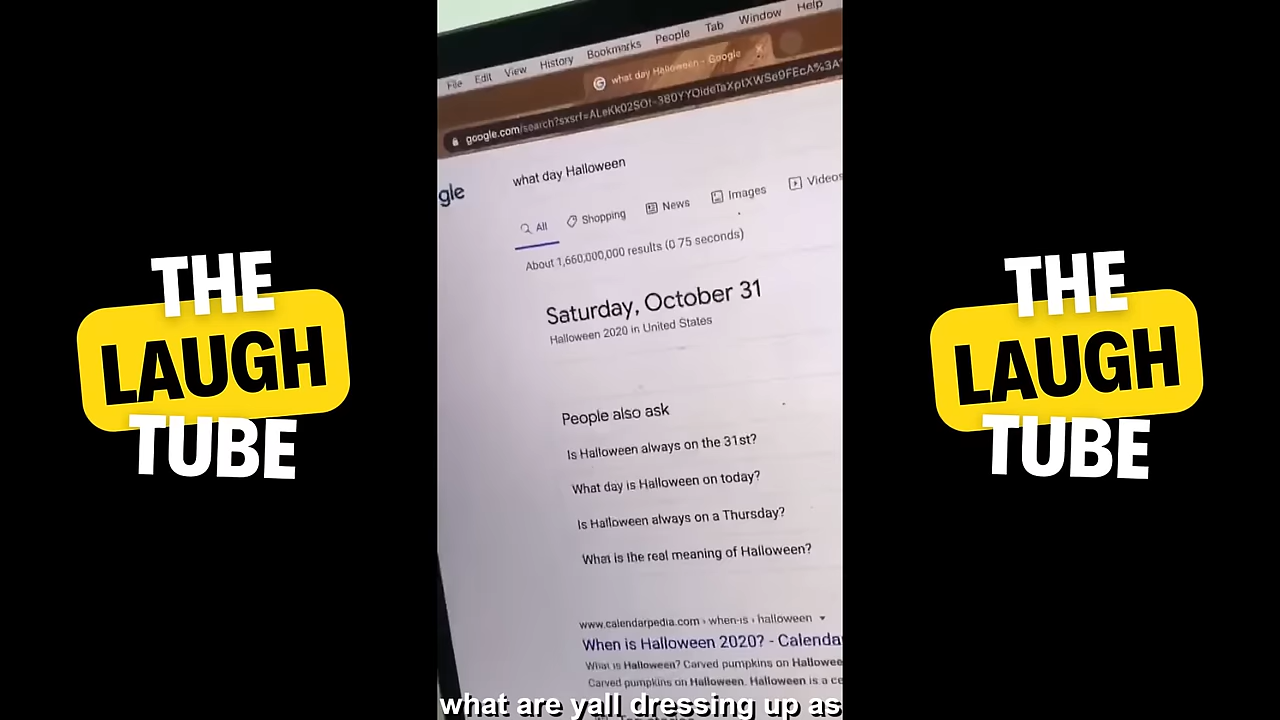 THE
LAUGH
TUBE
File Edit View History Bookmarks People Tab Window Help
what day Halloween - Google
google.com/search?sxsrf=
gle
what day Halloween
All Shopping News Images Videos
About 1,660,000,000 results (0.75 seconds)
Saturday, October 31
Halloween 2020 in United States
People also ask
Is Halloween always on the 31st?
What day is Halloween on today?
Is Halloween always on a Thursday?
What is the real meaning of Halloween?
www.calendarpedia.com › when-is › halloween
When is Halloween 2020? - Calenda
What is Halloween? Carved pumpkins on Hallowee
Carved pumpkins on Halloween. Halloween is a ce
what are yall dressing up as
THE
LAUGH
TUBE